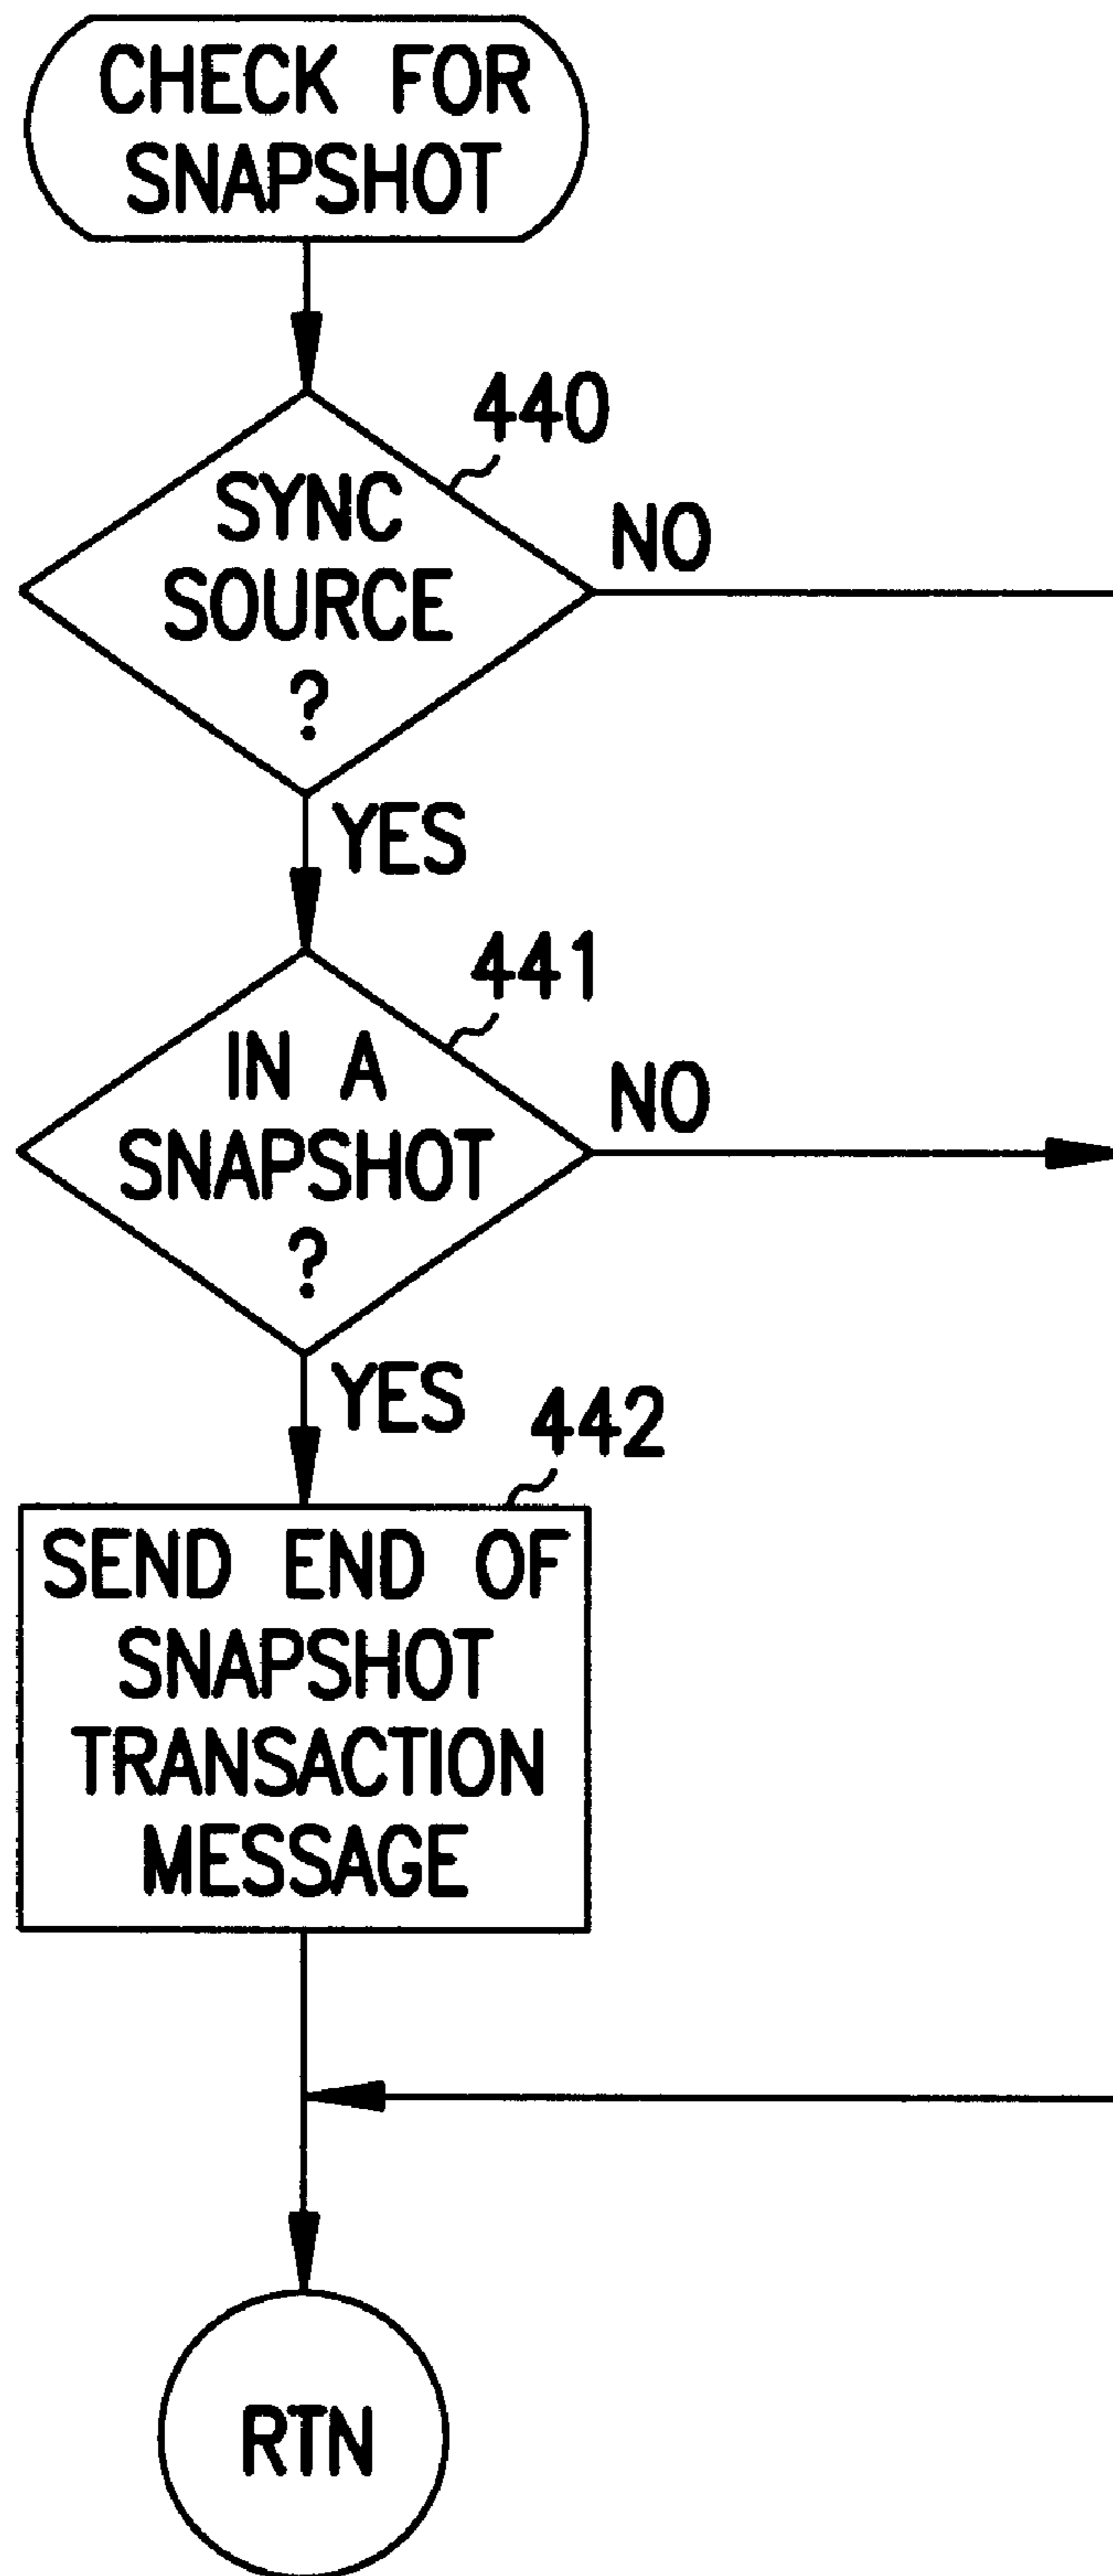 CHECK FOR
SNAPSHOT
440
SYNC
SOURCE
?
NO
YES
441
IN A
SNAPSHOT
?
NO
YES
442
SEND END OF
SNAPSHOT
TRANSACTION
MESSAGE
RTN